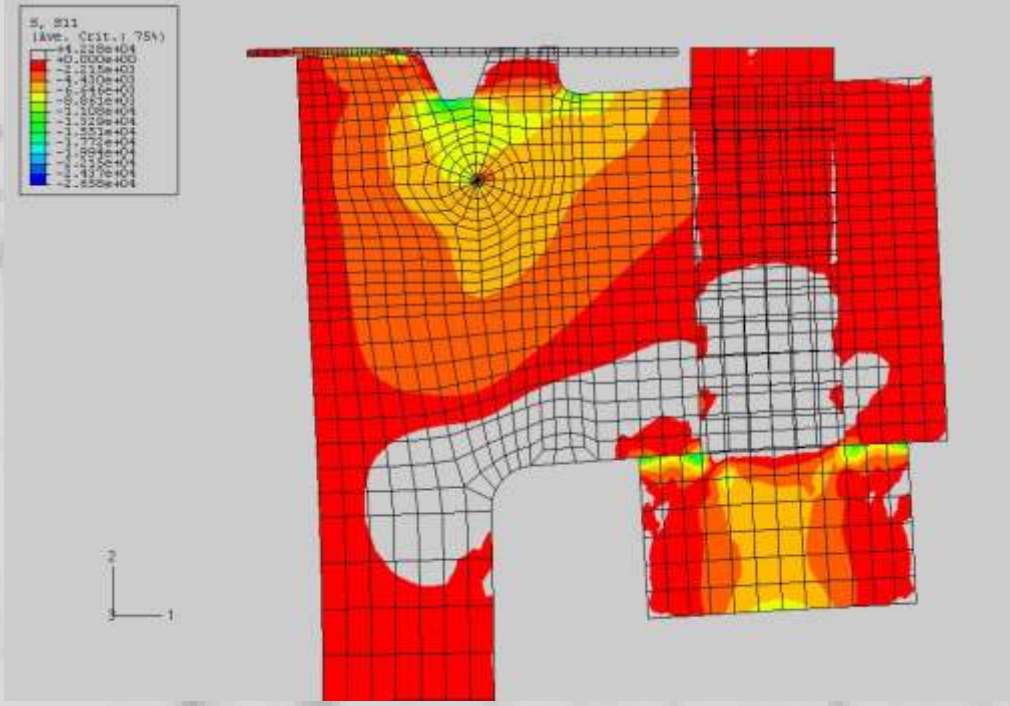 S, S11
(Ave. Crit.: 75%)
+4.228e+04
+0.000e+00
-2.215e+03
-4.430e+03
-6.646e+03
-8.861e+03
-1.108e+04
-1.329e+04
-1.551e+04
-1.772e+04
-1.994e+04
-2.215e+04
-2.437e+04
-2.658e+04
2
3
1